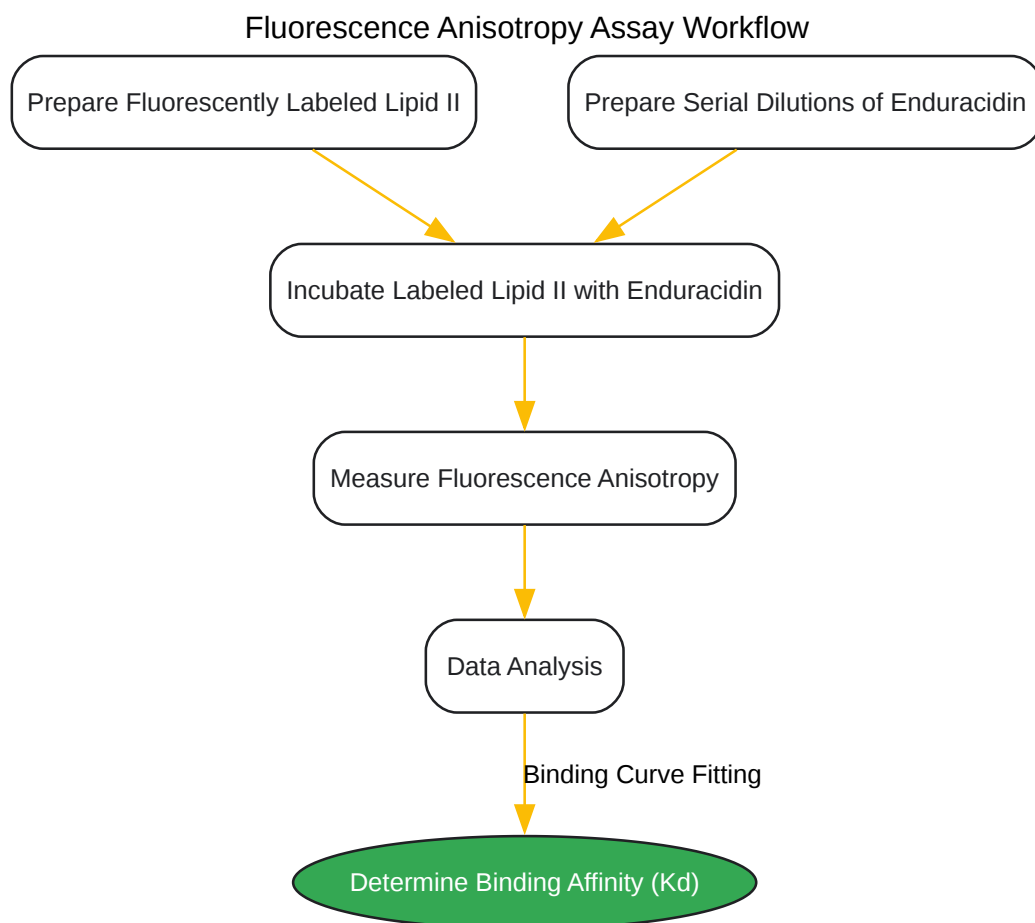 Fluorescence Anisotropy Assay Workflow
Prepare Fluorescently Labeled Lipid II
Prepare Serial Dilutions of Enduracidin
Incubate Labeled Lipid II with Enduracidin
Measure Fluorescence Anisotropy
Data Analysis
Binding Curve Fitting
Determine Binding Affinity (Kd)